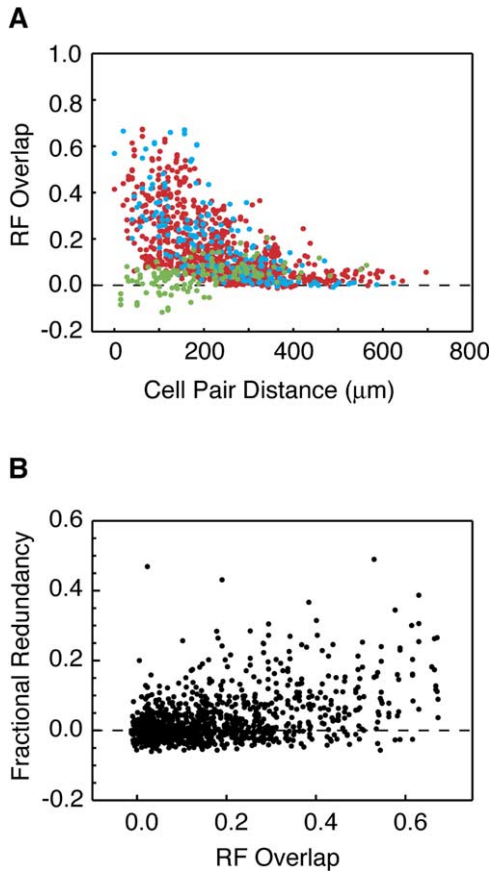 A
1.0
0.8
0.6
0.4
0.2
0.0
-0.2
RF Overlap
0 200 400 600 800
Cell Pair Distance (μm)
B
0.6
0.4
0.2
0.0
-0.2
Fractional Redundancy
0.0 0.2 0.4 0.6
RF Overlap